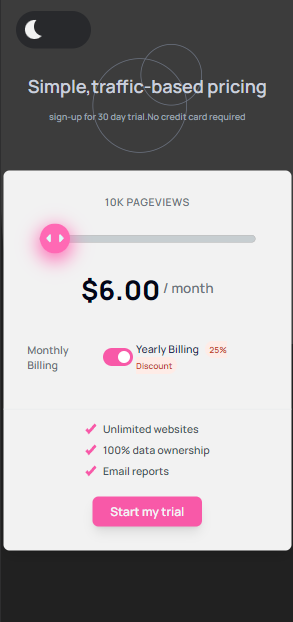 Simple,traffic-based pricing
sign-up for 30 day trial.No credit card required
10K PAGEVIEWS
$6.00 / month
Monthly
Billing
Yearly Billing 25%
Discount
Unlimited websites
100% data ownership
Email reports
Start my trial